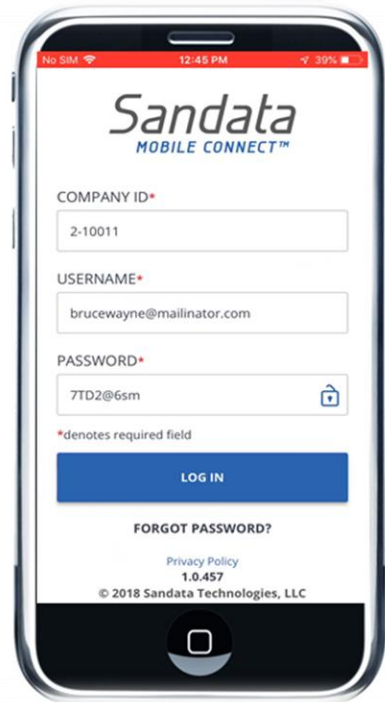 No SIM 12:45 PM 39%
Sandata
MOBILE CONNECT™
COMPANY ID*
2-10011
USERNAME*
brucewayne@mailinator.com
PASSWORD*
7TD2@6sm
*denotes required field
LOG IN
FORGOT PASSWORD?
Privacy Policy
1.0.457
© 2018 Sandata Technologies, LLC